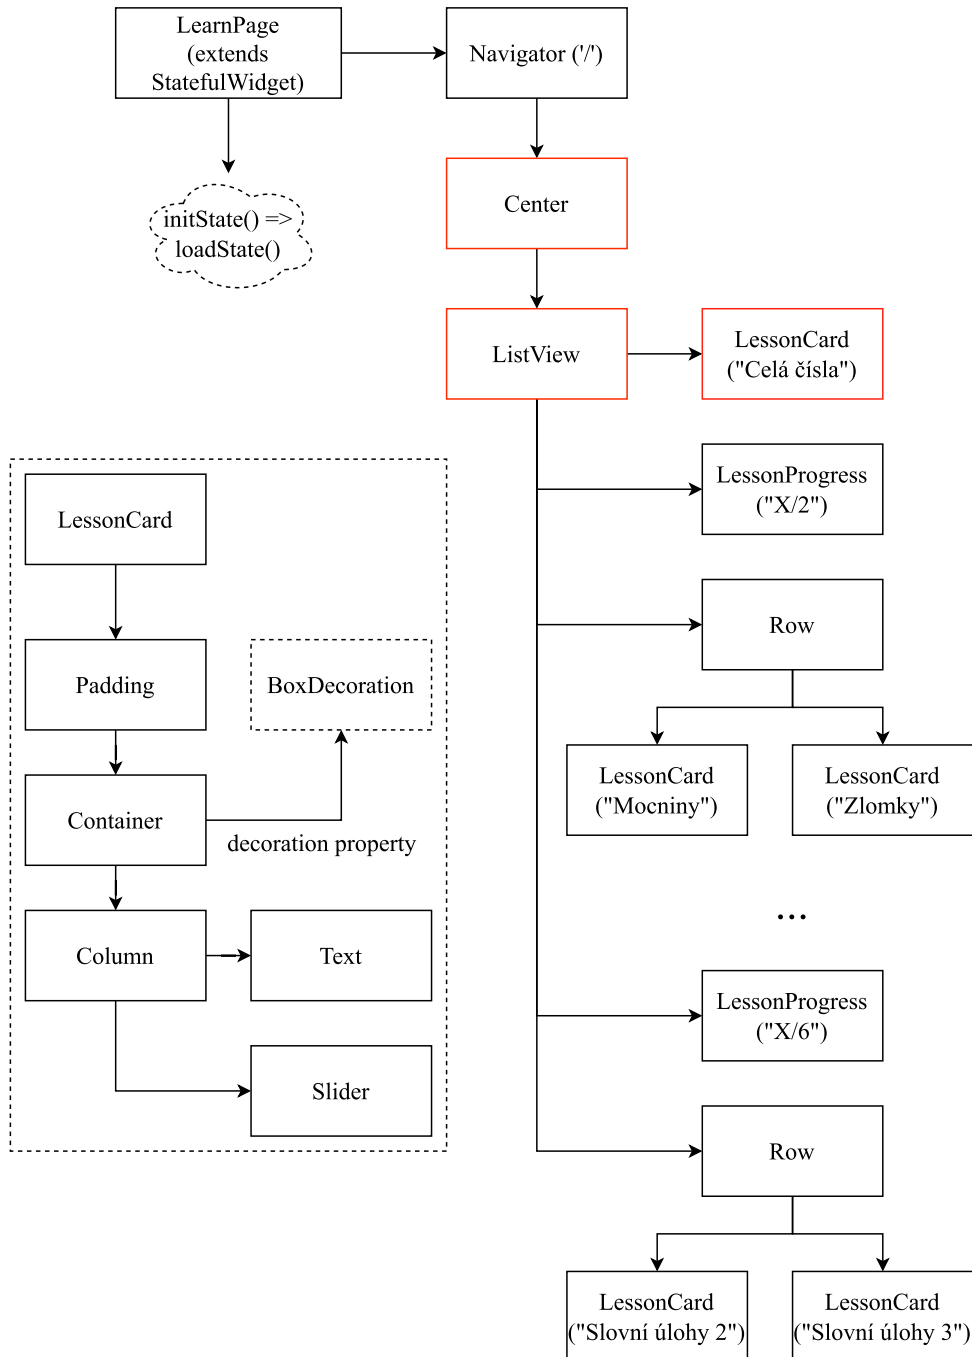 LearnPage
(extends
StatefulWidget)
Navigator ('/')
initState() =>
loadState()
Center
ListView
LessonCard
("Celá čísla")
LessonProgress
("X/2")
Row
LessonCard
("Mocniny")
LessonCard
("Zlomky")
...
LessonProgress
("X/6")
Row
LessonCard
("Slovní úlohy 2")
LessonCard
("Slovní úlohy 3")
LessonCard
Padding
BoxDecoration
Container
decoration property
Column
Text
Slider